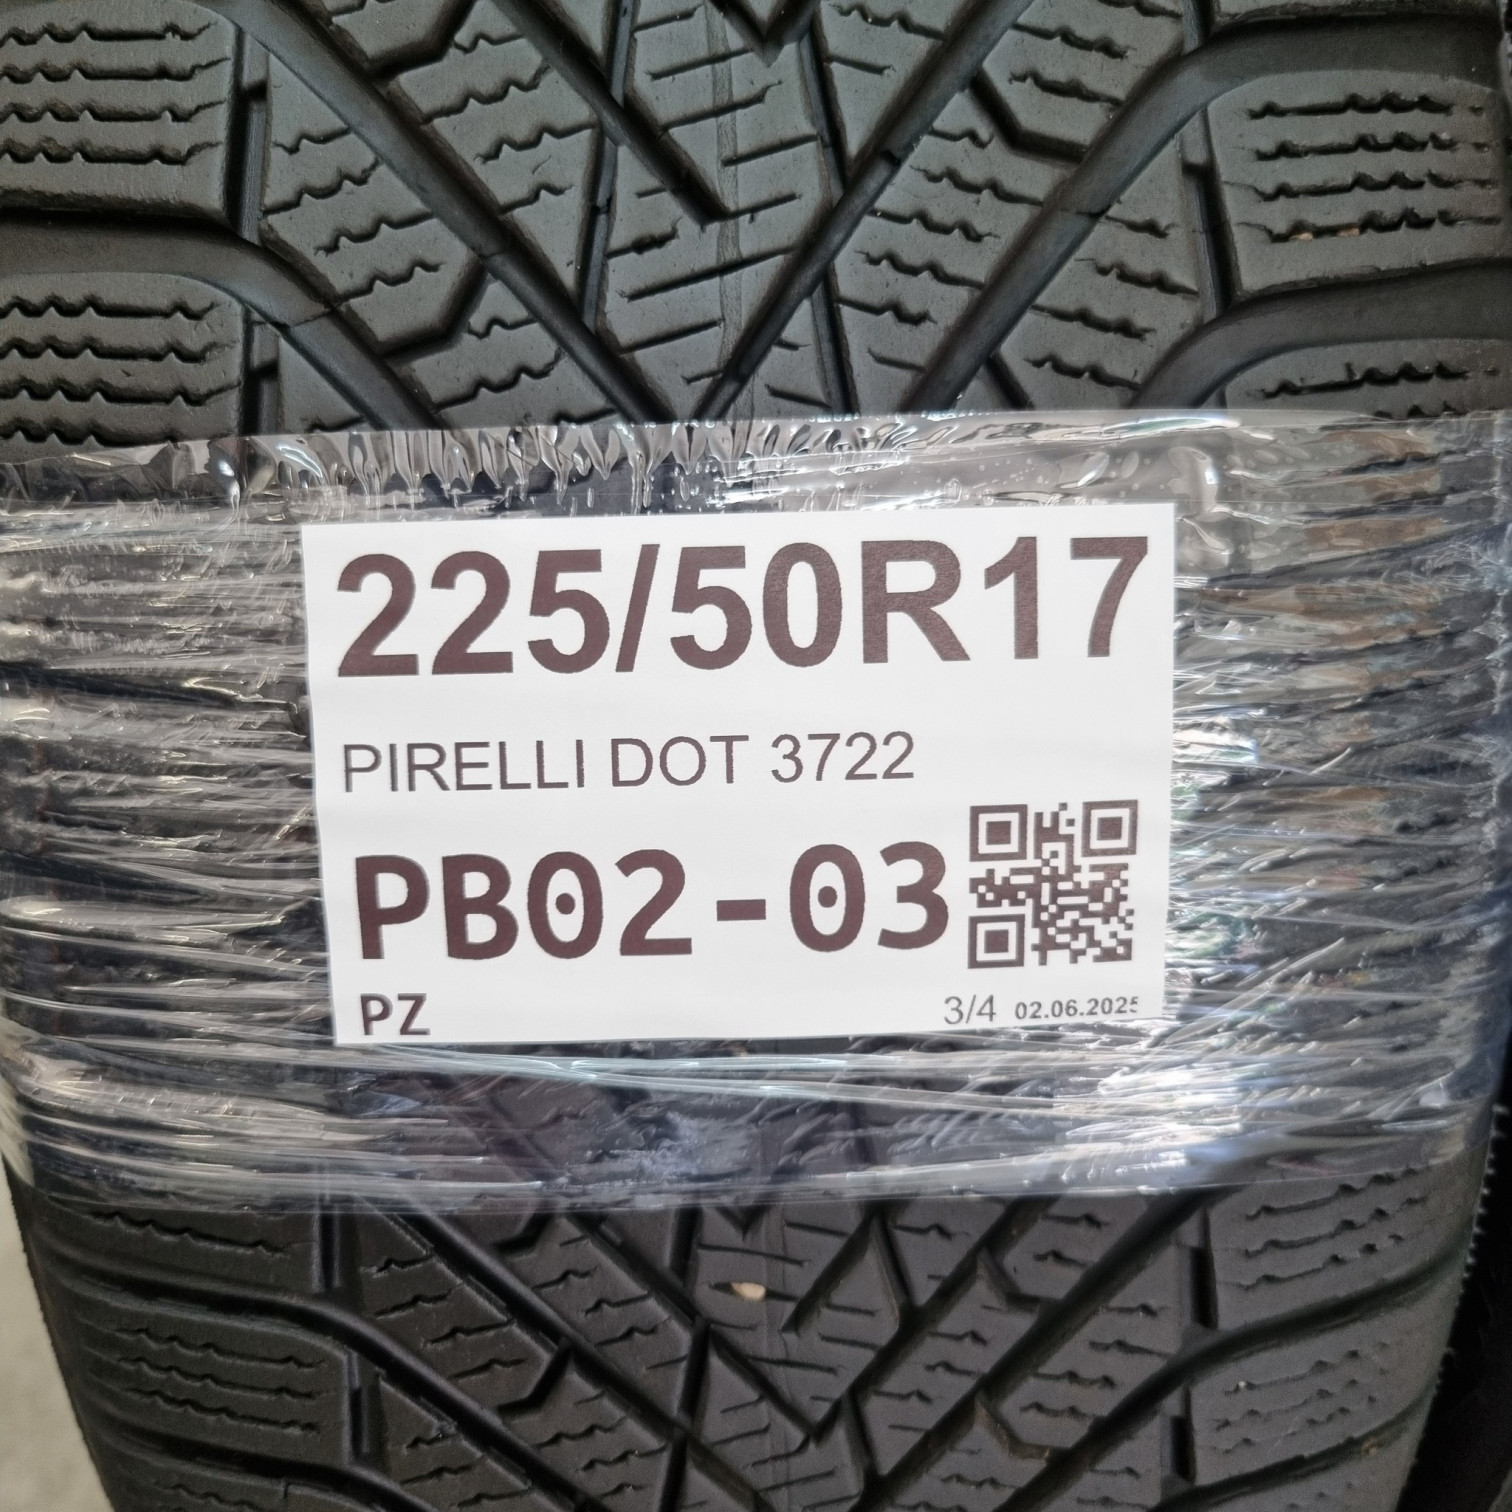 225/50R17
PIRELLI DOT 3722
PB02-03
PZ
3/4 02.06.2025